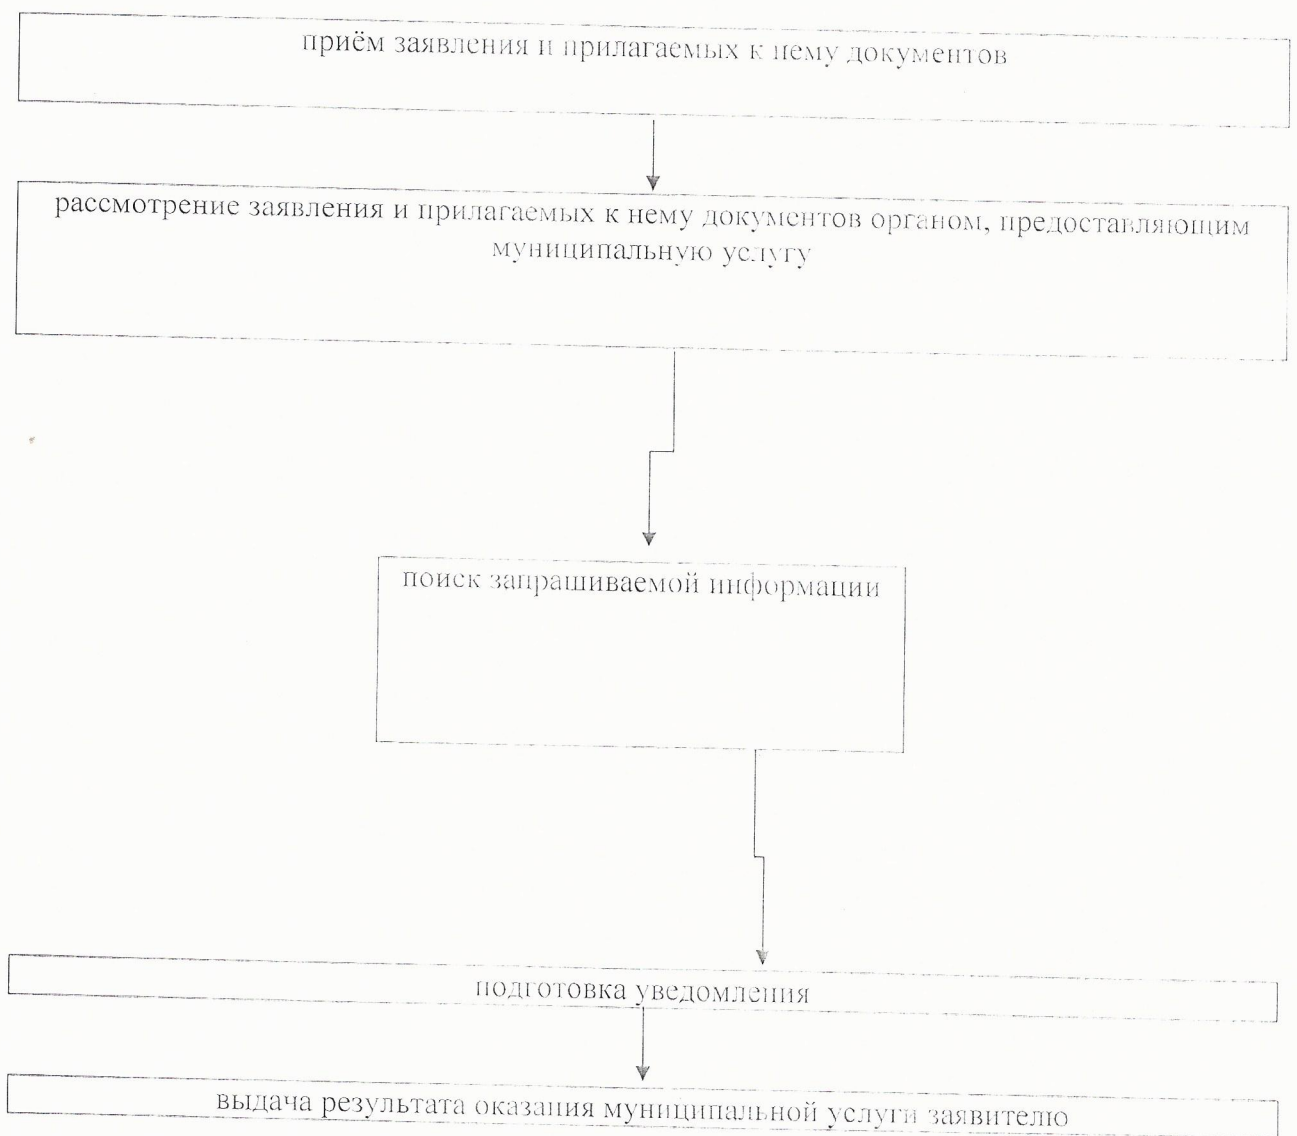 приём заявления и прилагаемых к нему документов
рассмотрение заявления и прилагаемых к нему документов органом, предоставляющим
муниципальную услугу
поиск запрашиваемой информации
подготовка уведомления
выдача результата оказания муниципальной услуги заявителю